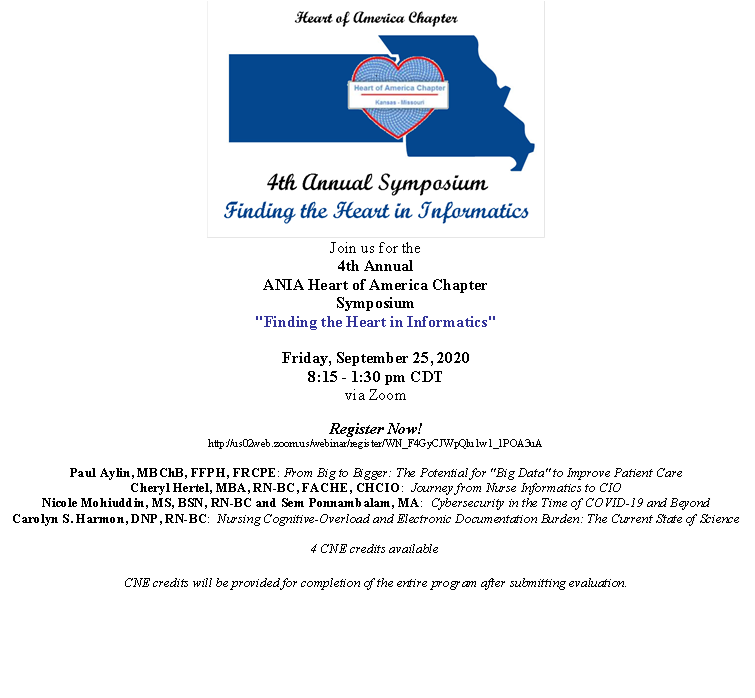 Heart of America Chapter
Heart of America Chapter
Kansas - Missouri
4th Annual Symposium
Finding the Heart in Informatics
Join us for the
4th Annual
ANIA Heart of America Chapter
Symposium
"Finding the Heart in Informatics"
Friday, September 25, 2020
8:15 - 1:30 pm CDT
via Zoom
Register Now!
Paul Aylin, MBChB, FFPH, FRCPE: From Big to Bigger: The Potential for "Big Data" to Improve Patient Care
Cheryl Hertel, MBA, RN-BC, FACHE, CHCIO: Journey from Nurse Informatics to CIO
Nicole Mohiuddin, MS, BSN, RN-BC and Sem Ponnambalam, MA: Cybersecurity in the Time of COVID-19 and Beyond
Carolyn S. Harmon, DNP, RN-BC: Nursing Cognitive-Overload and Electronic Documentation Burden: The Current State of Science
4 CNE credits available
CNE credits will be provided for completion of the entire program after submitting evaluation.